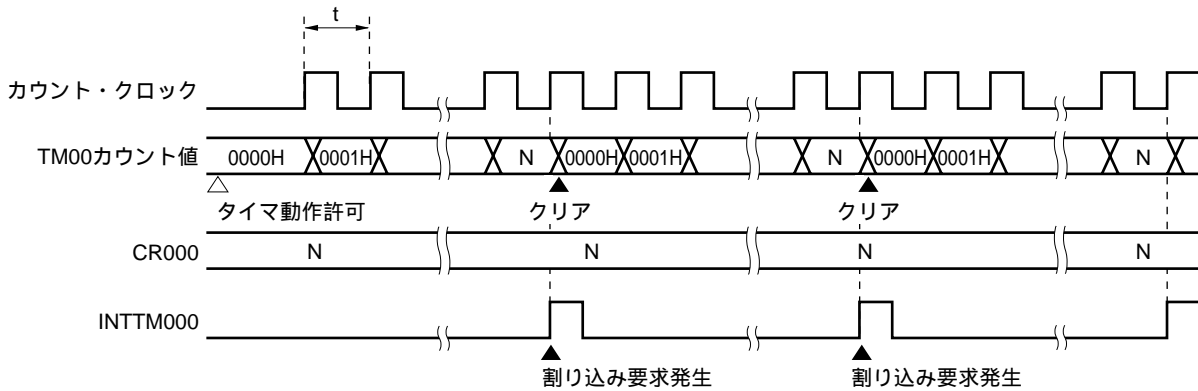 t
カウント・クロック
TM00カウント値 0000H 0001H N 0000H 0001H N 0000H 0001H N
タイマ動作許可 クリア クリア
CR000 N N N N
INTTM000
割り込み要求発生 割り込み要求発生